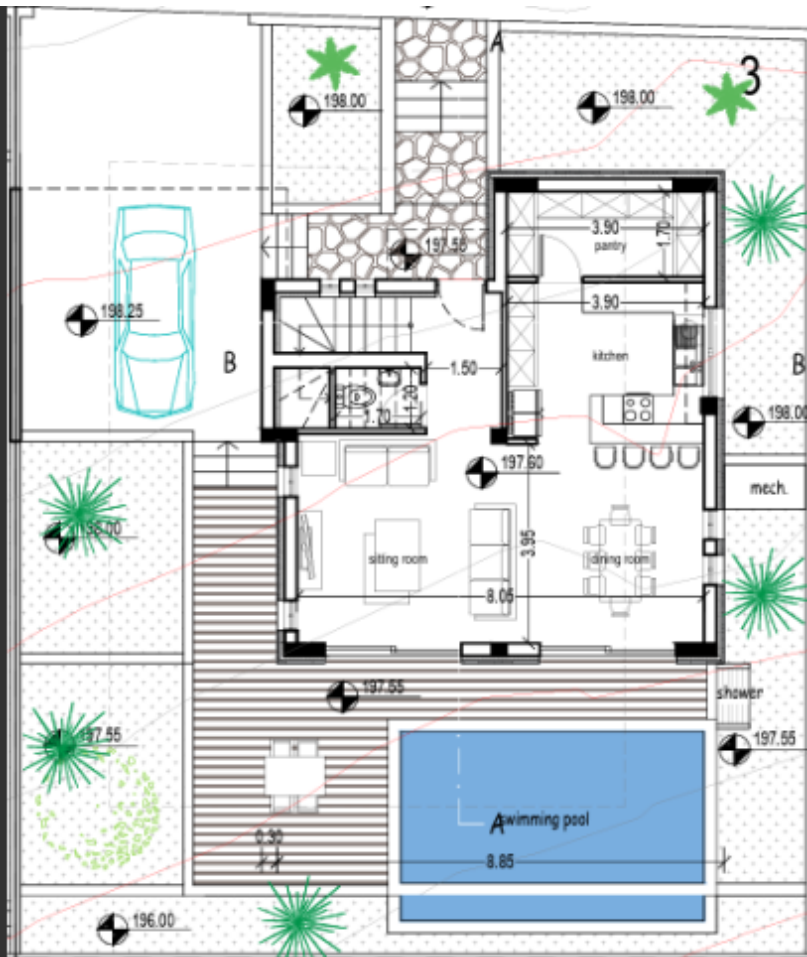 A
3
198.00
198.00
197.55
3.90
pantry
1.70
3.90
198.25
B
kitchen
B
1.50
1.20
1.70
198.00
197.60
mech.
sitting room
3.95
dining room
8.05
197.55
shower
197.55
197.55
A
swimming pool
0.30
8.85
196.00